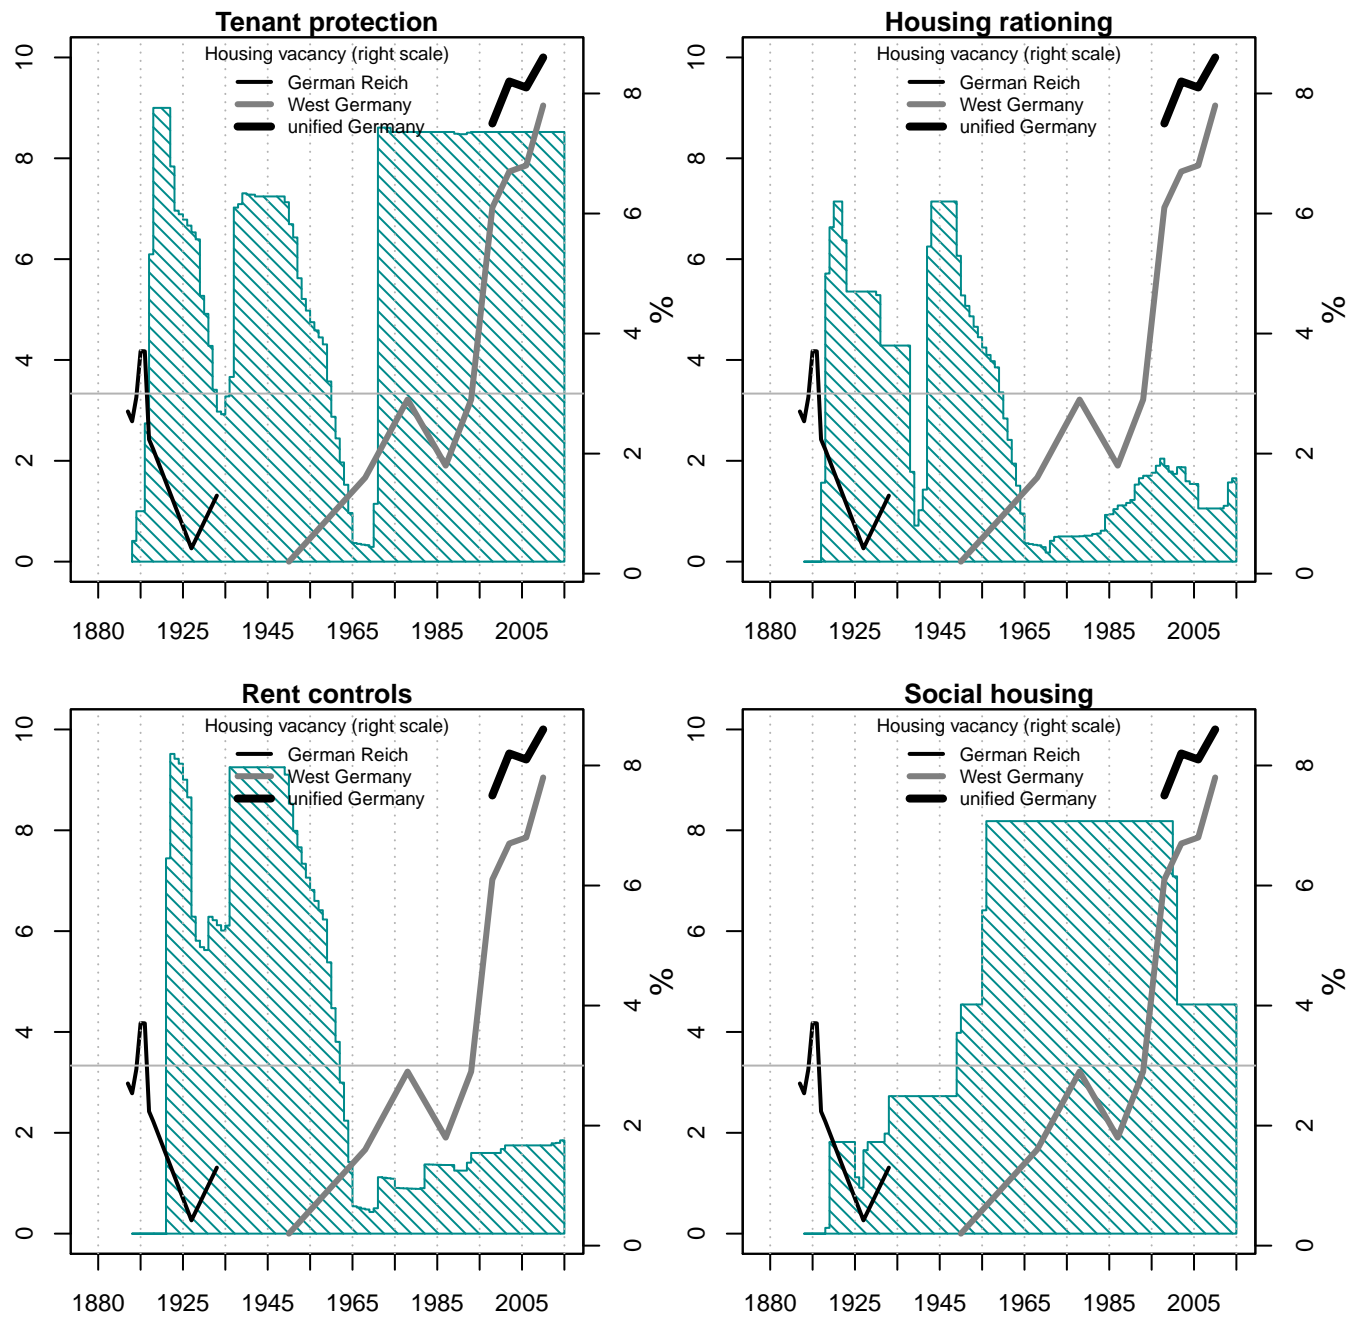 Tenant protection
Housing vacancy (right scale)
German Reich
West Germany
unified Germany
0 2 4 6 8 10
0 2 4 6 8
%
1880 1925 1945 1965 1985 2005
Housing rationing
Housing vacancy (right scale)
German Reich
West Germany
unified Germany
0 2 4 6 8 10
0 2 4 6 8
%
1880 1925 1945 1965 1985 2005
Rent controls
Housing vacancy (right scale)
German Reich
West Germany
unified Germany
0 2 4 6 8 10
0 2 4 6 8
%
1880 1925 1945 1965 1985 2005
Social housing
Housing vacancy (right scale)
German Reich
West Germany
unified Germany
0 2 4 6 8 10
0 2 4 6 8
%
1880 1925 1945 1965 1985 2005